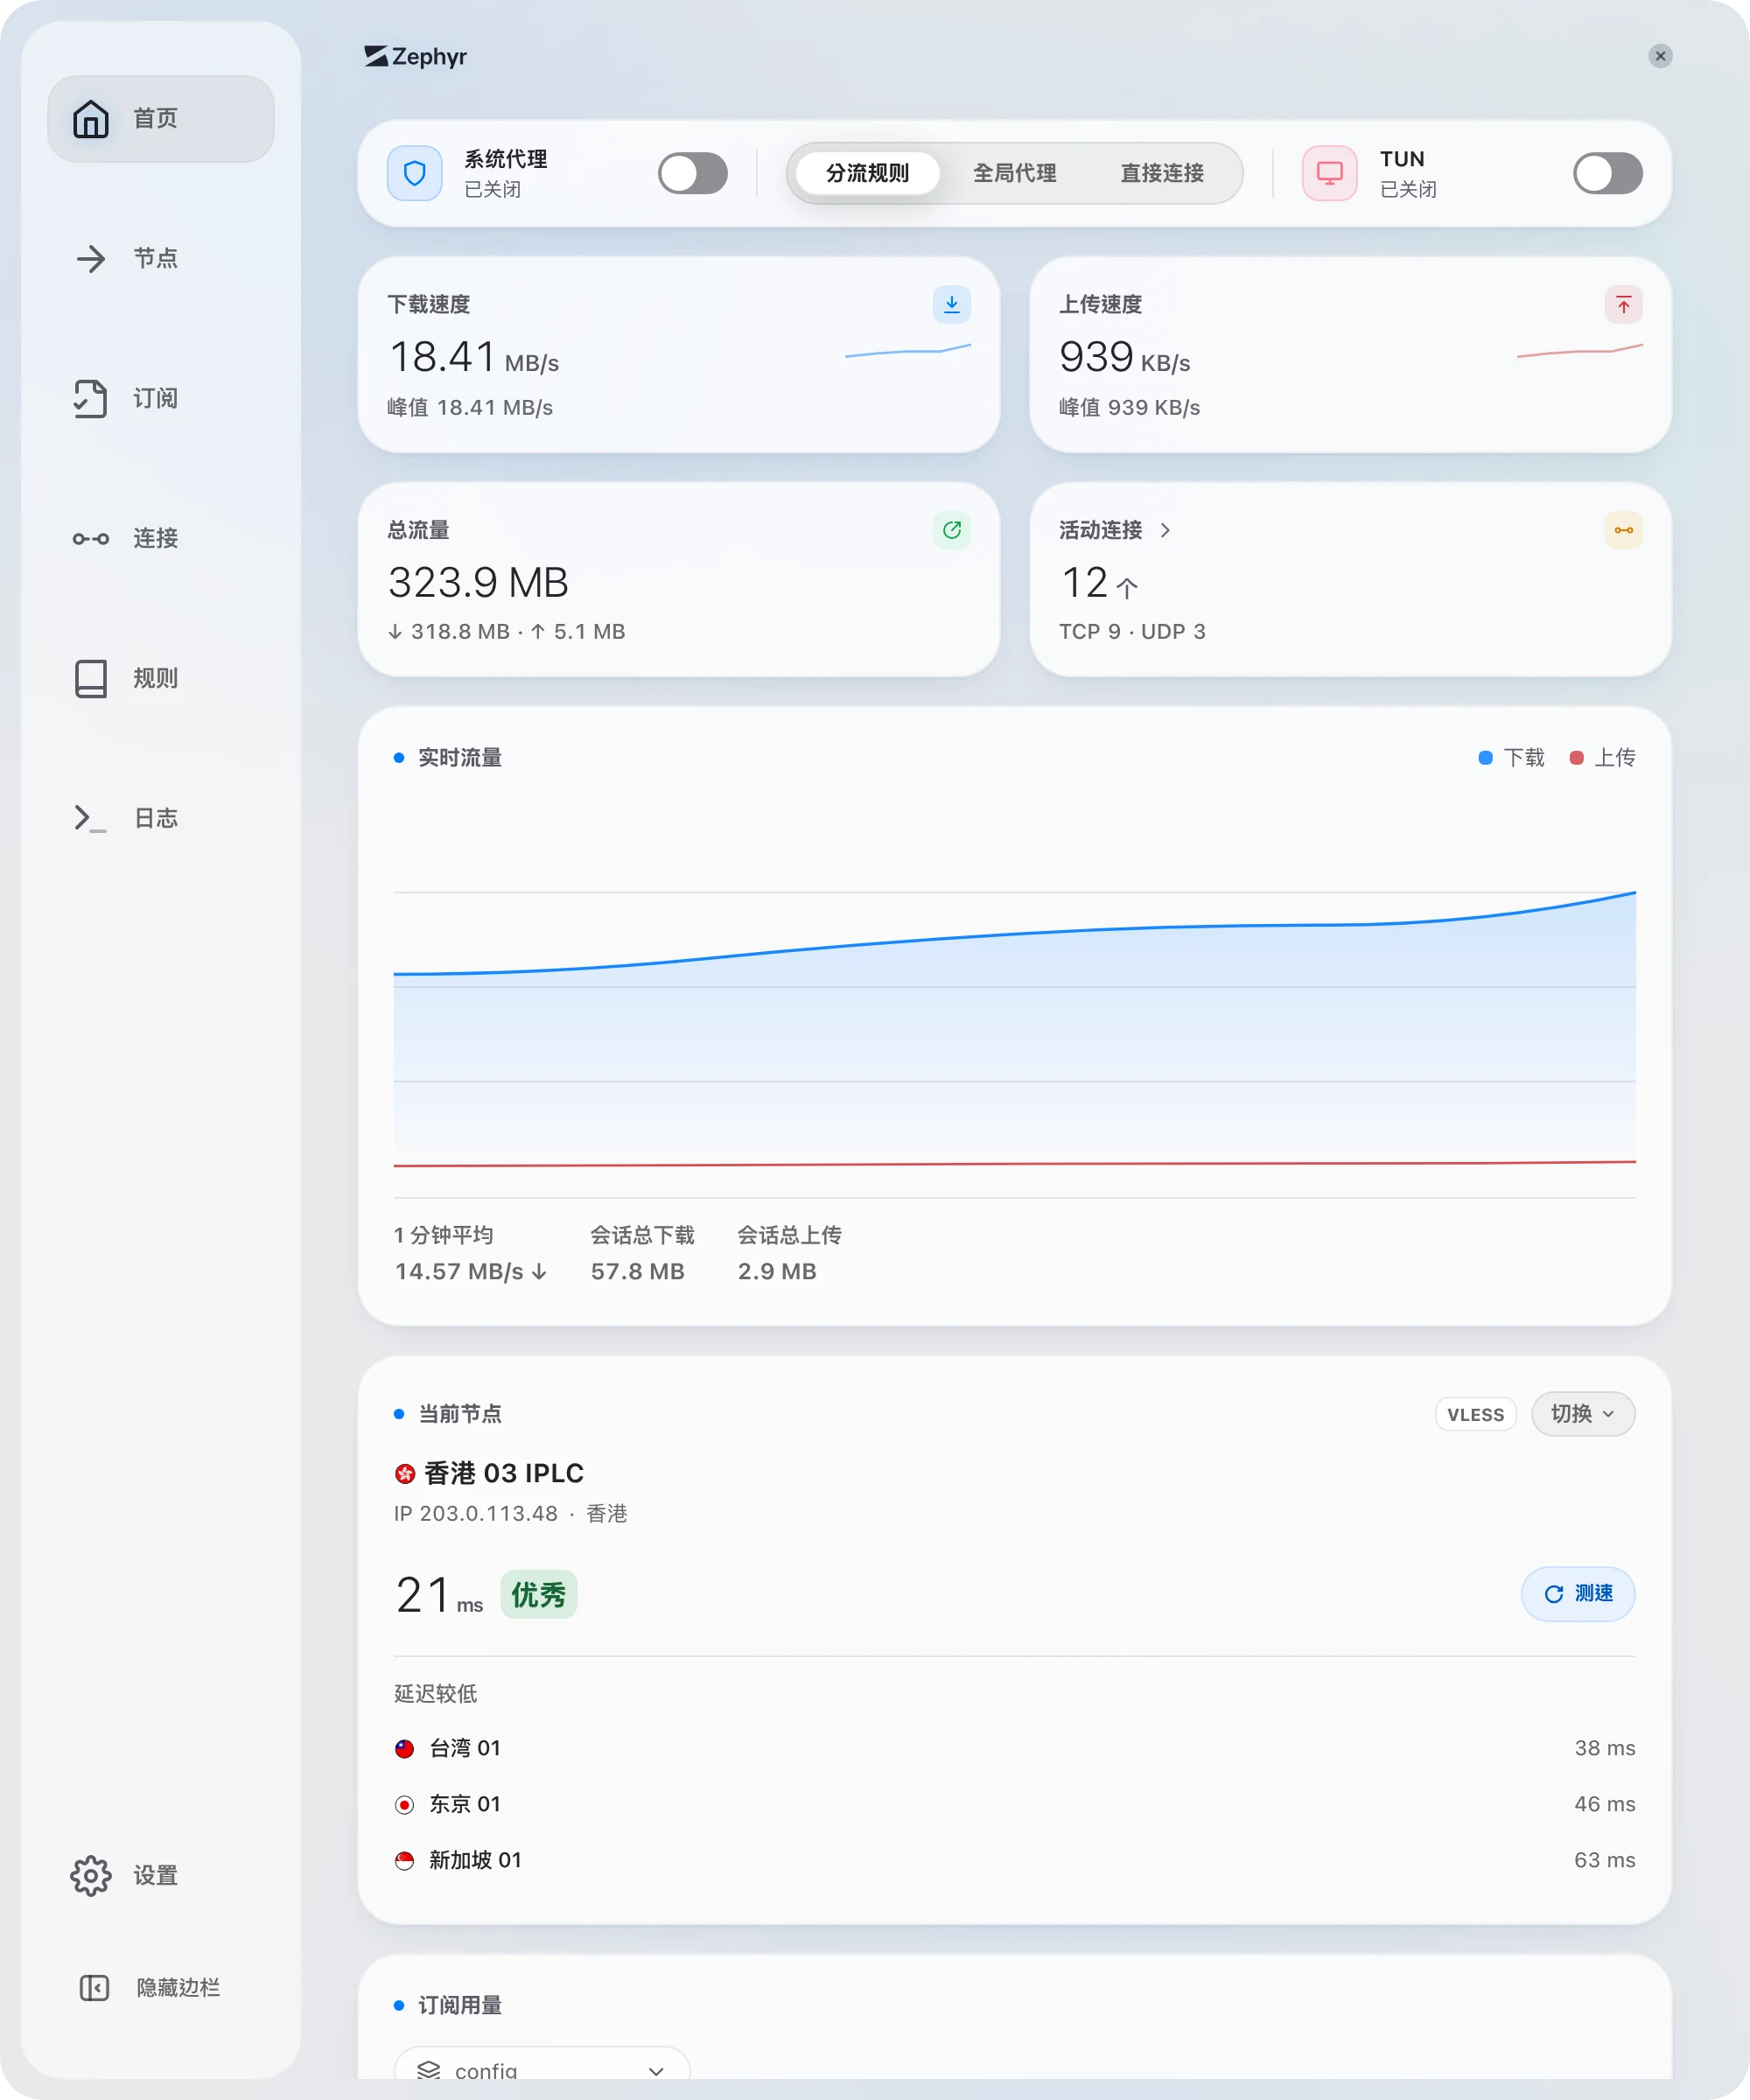 Zephyr
首页
节点
订阅
连接
规则
日志
设置
隐藏边栏
系统代理
已关闭
分流规则
全局代理
直接连接
TUN
已关闭
下载速度
18.41 MB/s
峰值 18.41 MB/s
上传速度
939 KB/s
峰值 939 KB/s
总流量
323.9 MB
↓ 318.8 MB · ↑ 5.1 MB
活动连接
12 个
TCP 9 · UDP 3
实时流量
下载
上传
1 分钟平均
14.57 MB/s ↓
会话总下载
57.8 MB
会话总上传
2.9 MB
当前节点
VLESS
切换
香港 03 IPLC
IP 203.0.113.48 · 香港
21 ms
优秀
测速
延迟较低
台湾 01
38 ms
东京 01
46 ms
新加坡 01
63 ms
订阅用量
config